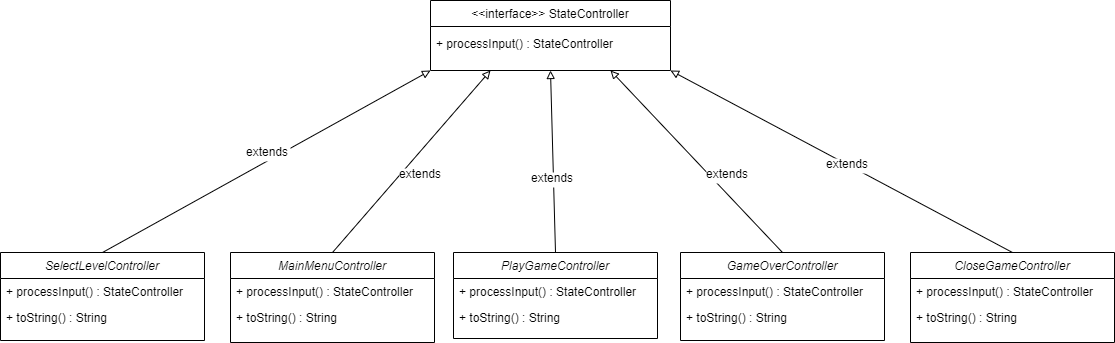 <<interface>> StateController
+ processInput() : StateController
extends
extends
extends
extends
extends
SelectLevelController
+ processInput() : StateController
+ toString() : String
MainMenuController
+ processInput() : StateController
+ toString() : String
PlayGameController
+ processInput() : StateController
+ toString() : String
GameOverController
+ processInput() : StateController
+ toString() : String
CloseGameController
+ processInput() : StateController
+ toString() : String